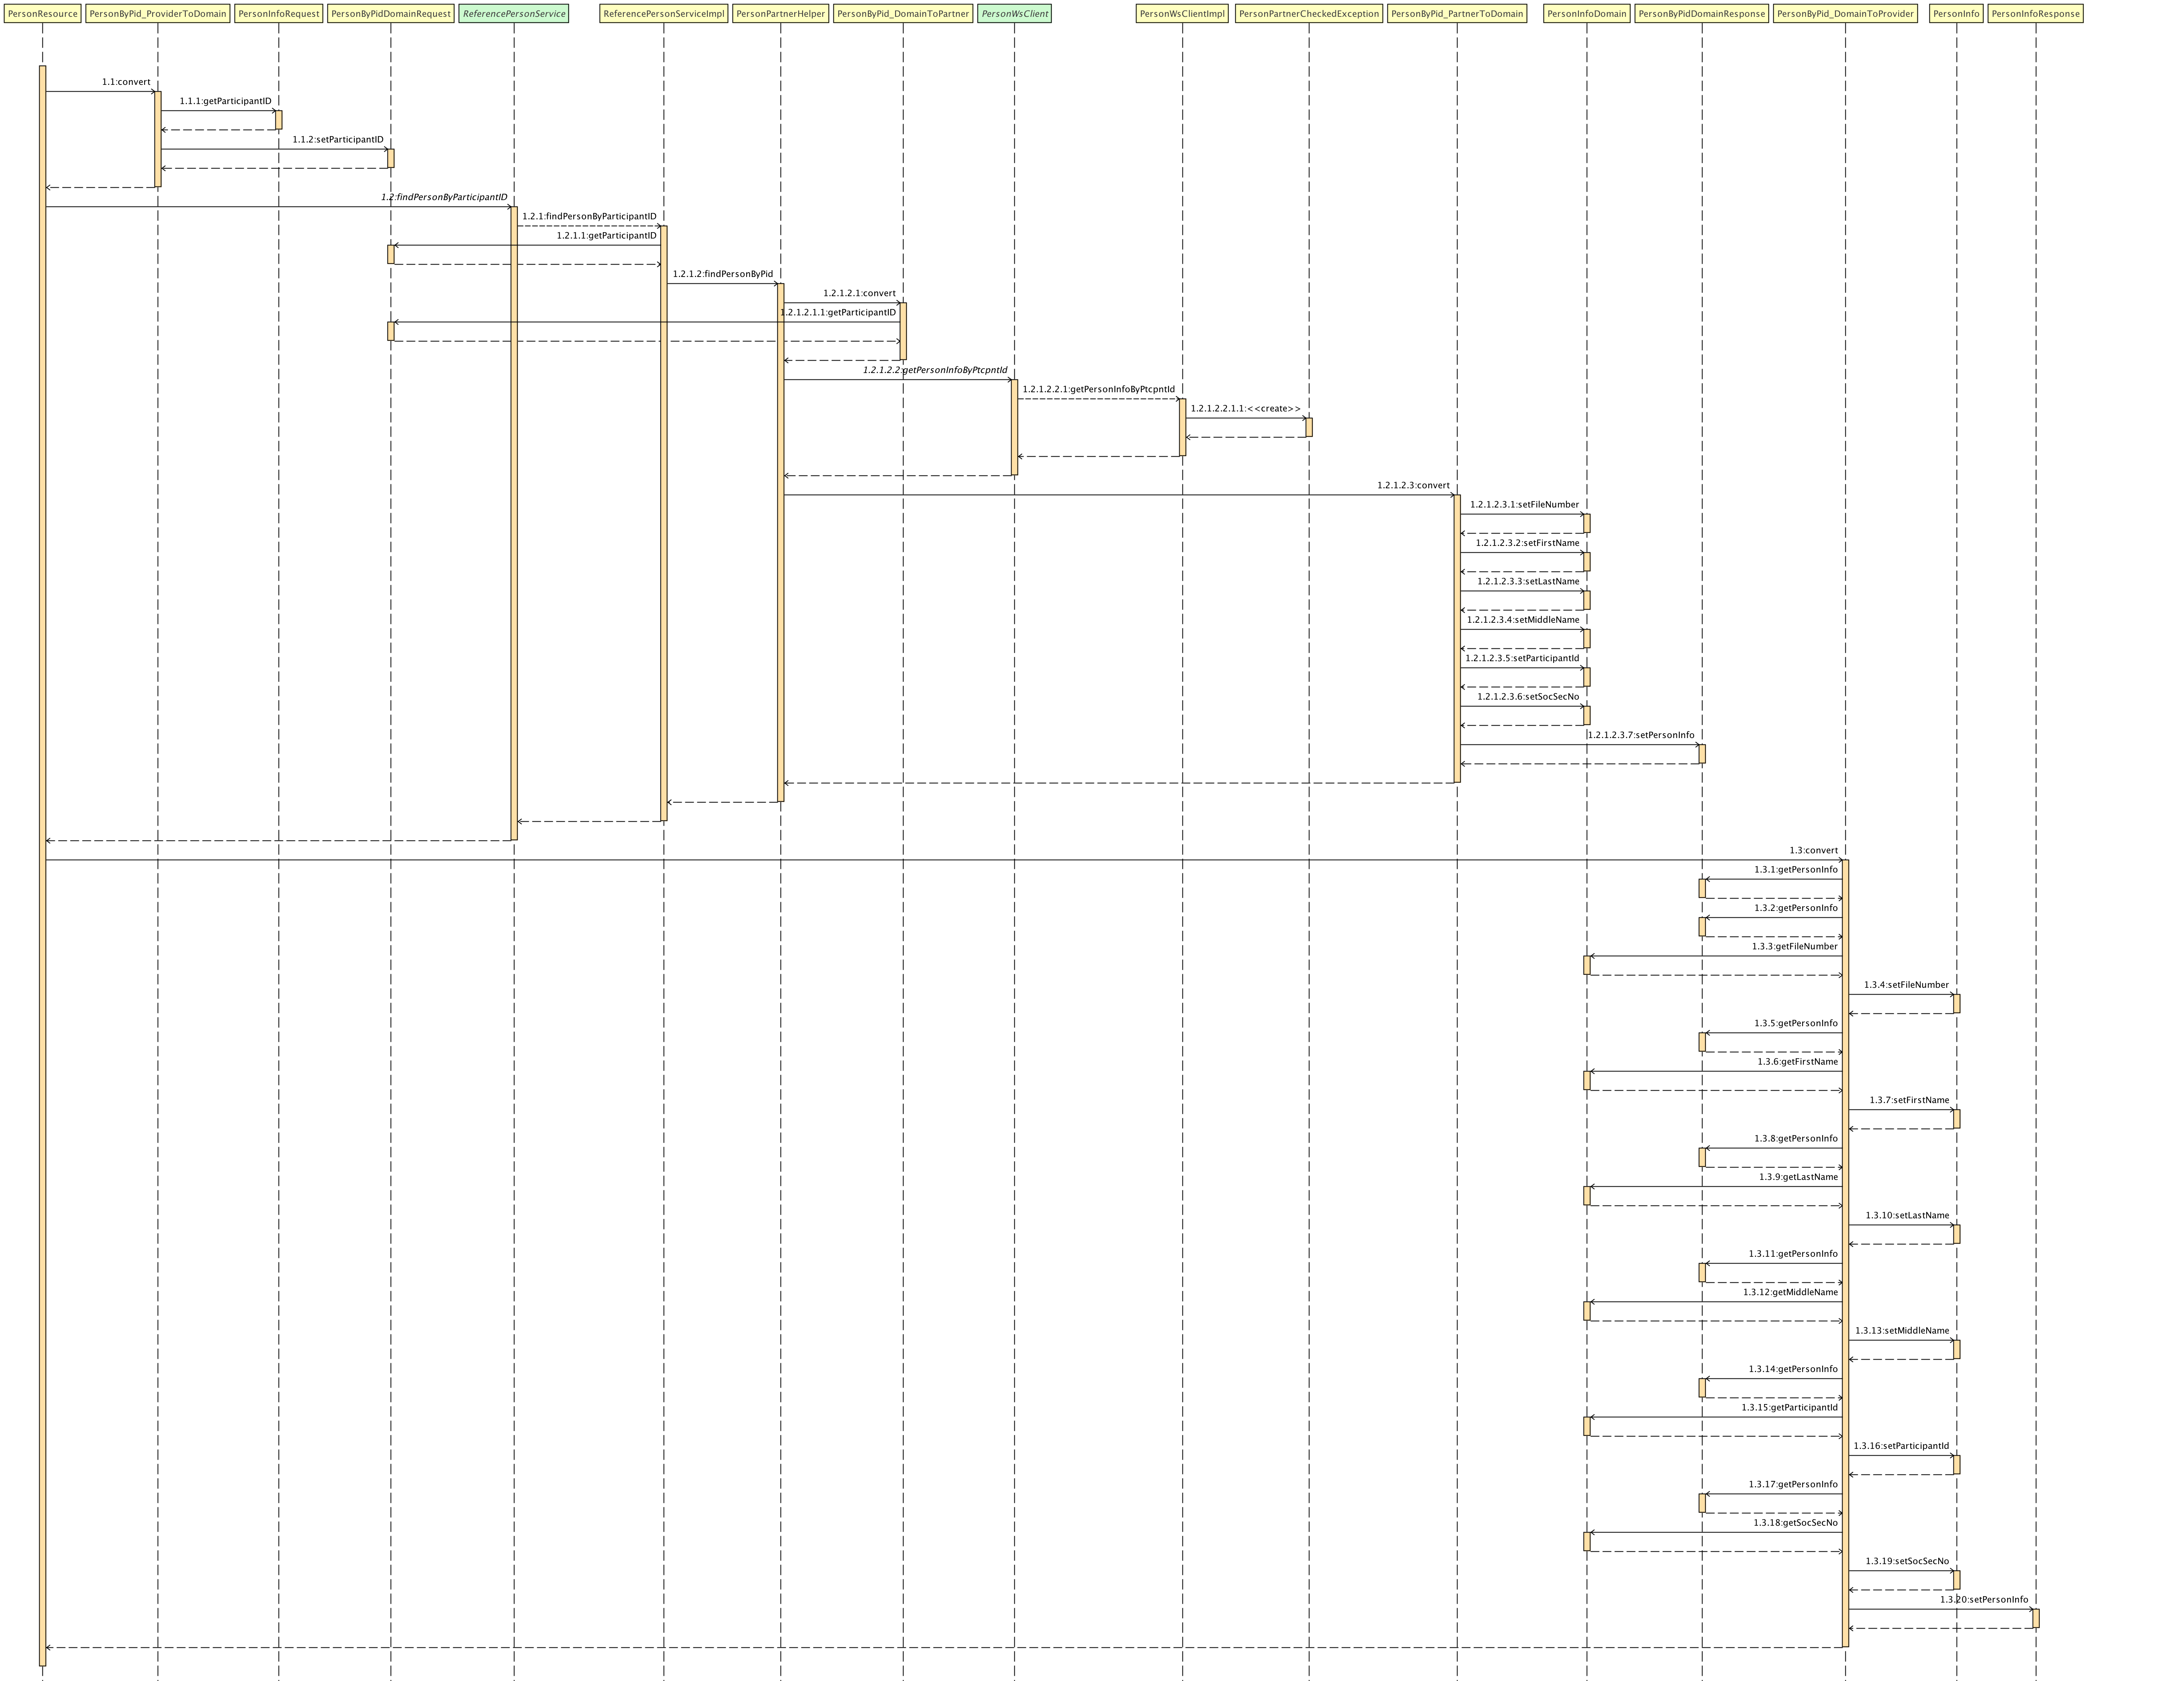 PersonResource
PersonByPid_ProviderToDomain
PersonInfoRequest
PersonByPidDomainRequest
ReferencePersonService
ReferencePersonServiceImpl
PersonPartnerHelper
PersonByPid_DomainToPartner
PersonWsClient
PersonWsClientImpl
PersonPartnerCheckedException
PersonByPid_PartnerToDomain
PersonInfoDomain
PersonByPidDomainResponse
PersonByPid_DomainToProvider
PersonInfo
PersonInfoResponse
1.1:convert
1.1.1:getParticipantID
1.1.2:setParticipantID
1.2:findPersonByParticipantID
1.2.1:findPersonByParticipantID
1.2.1.1:getParticipantID
1.2.1.2:findPersonByPid
1.2.1.2.1:convert
1.2.1.2.1.1:getParticipantID
1.2.1.2.2:getPersonInfoByPtcpntId
1.2.1.2.2.1:getPersonInfoByPtcpntId
1.2.1.2.2.1.1:<<create>>
1.2.1.2.3:convert
1.2.1.2.3.1:setFileNumber
1.2.1.2.3.2:setFirstName
1.2.1.2.3.3:setLastName
1.2.1.2.3.4:setMiddleName
1.2.1.2.3.5:setParticipantId
1.2.1.2.3.6:setSocSecNo
1.2.1.2.3.7:setPersonInfo
1.3:convert
1.3.1:getPersonInfo
1.3.2:getPersonInfo
1.3.3:getFileNumber
1.3.4:setFileNumber
1.3.5:getPersonInfo
1.3.6:getFirstName
1.3.7:setFirstName
1.3.8:getPersonInfo
1.3.9:getLastName
1.3.10:setLastName
1.3.11:getPersonInfo
1.3.12:getMiddleName
1.3.13:setMiddleName
1.3.14:getPersonInfo
1.3.15:getParticipantId
1.3.16:setParticipantId
1.3.17:getPersonInfo
1.3.18:getSocSecNo
1.3.19:setSocSecNo
1.3.20:setPersonInfo